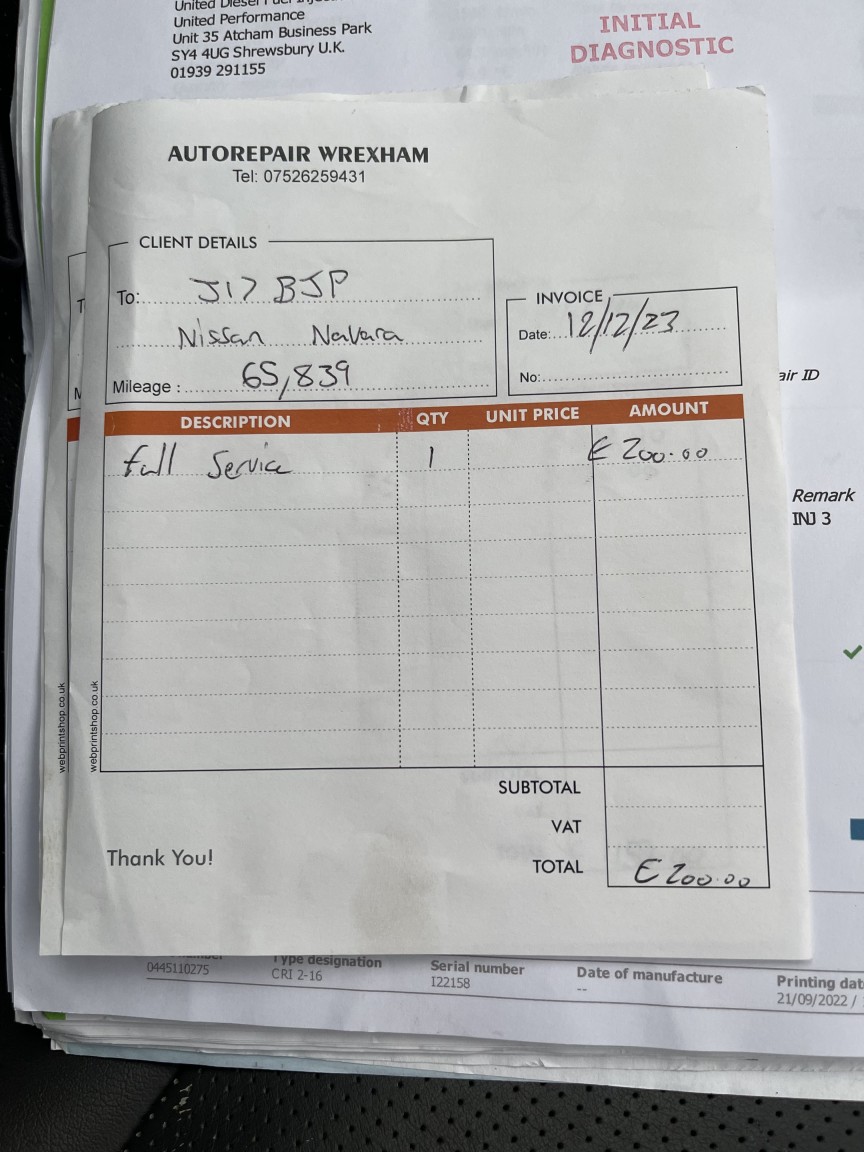 United Performance
Unit 35 Atcham Business Park
SY4 4UG Shrewsbury U.K.
01939 291155
INITIAL
DIAGNOSTIC
AUTOREPAIR WREXHAM
Tel: 07526259431
CLIENT DETAILS
To: J17 BJP
Nissan Navara
Mileage : 65,839
INVOICE
Date: 12/12/23
No:
air ID
DESCRIPTION QTY UNIT PRICE AMOUNT
full Service 1 £200.00
Remark
INJ 3
webprintshop.co.uk
webprintshop.co.uk
SUBTOTAL
VAT
TOTAL £200.00
Thank You!
Type designation Serial number Date of manufacture Printing dat
0445110275 CRI 2-16 I22158 -- 21/09/2022 /